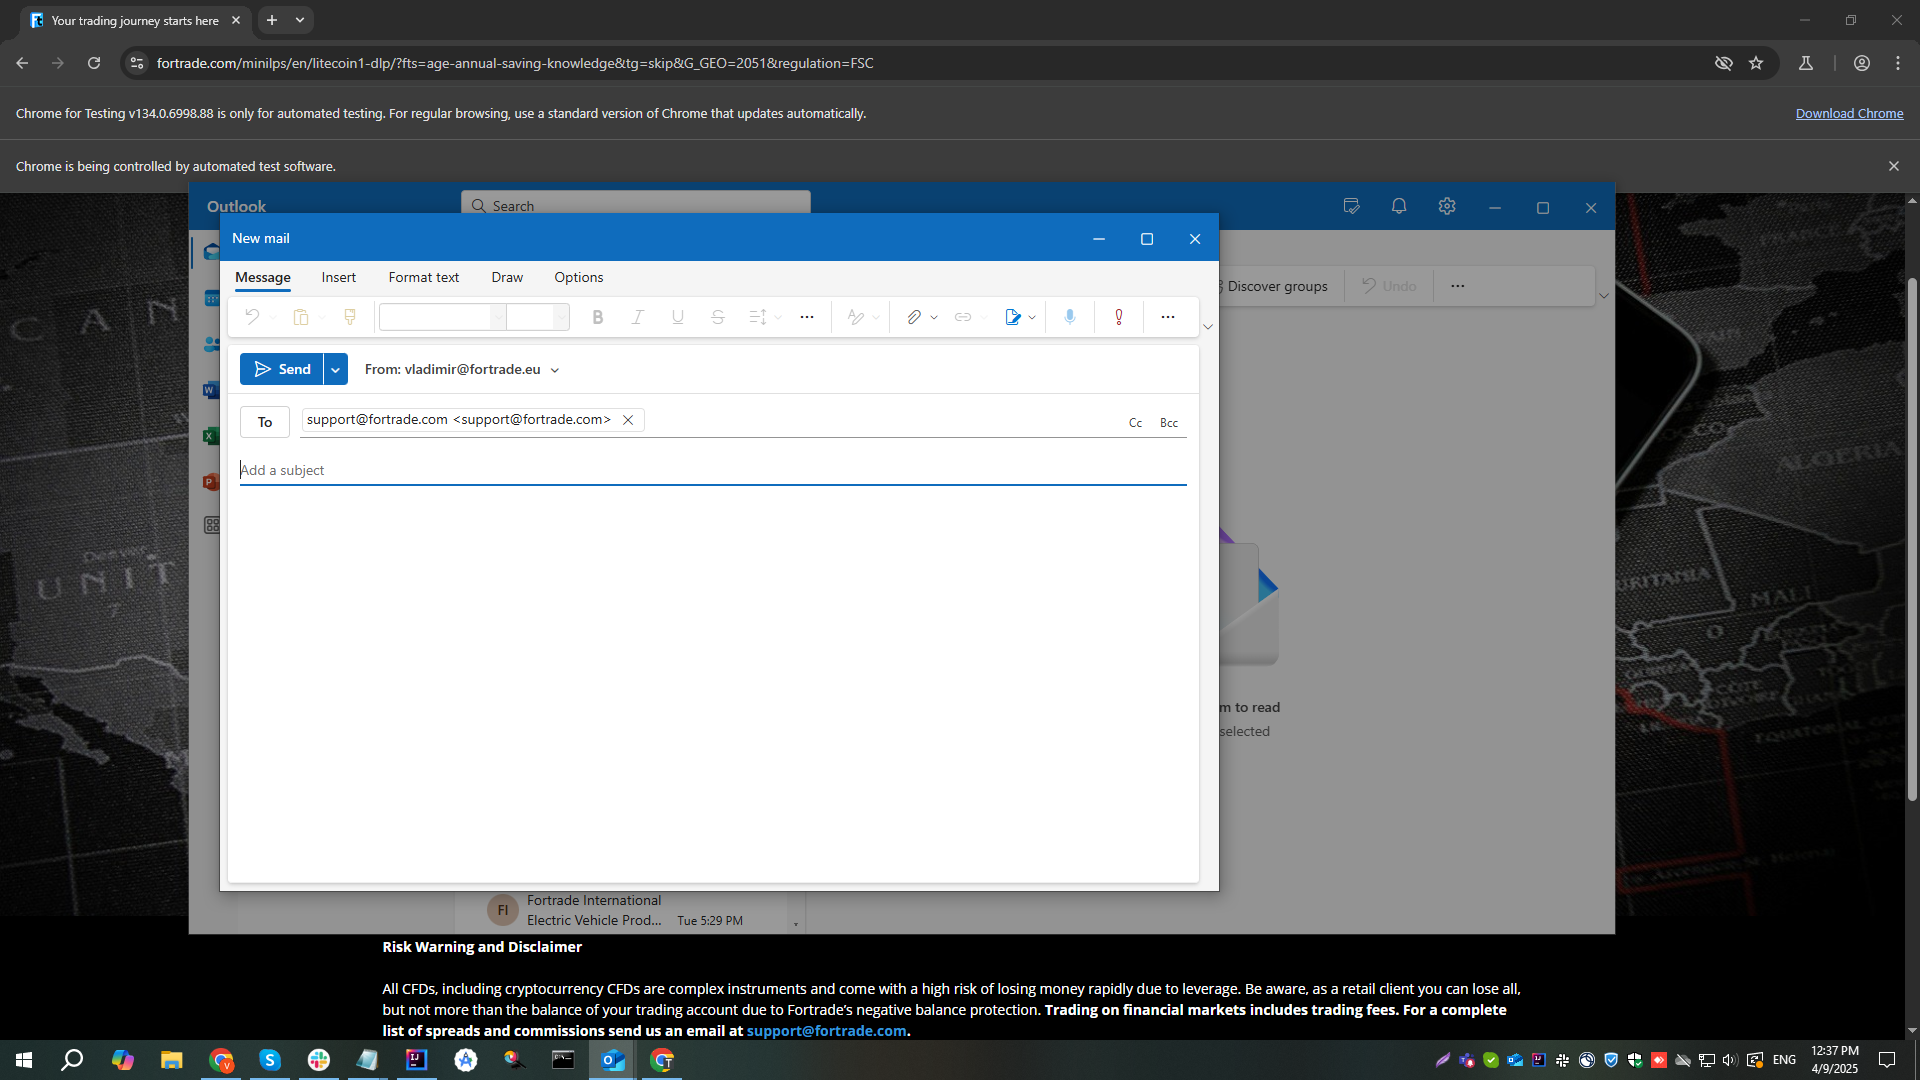 Your trading journey starts here
fortrade.com/minilps/en/litecoin1-dlp/?fts=age-annual-saving-knowledge&tg=skip&G_GEO=2051&regulation=FSC
Chrome for Testing v134.0.6998.88 is only for automated testing. For regular browsing, use a standard version of Chrome that updates automatically.
Download Chrome
Chrome is being controlled by automated test software.
Outlook
Search
New mail
Message
Insert
Format text
Draw
Options
Discover groups
Undo
Send
From: vladimir@fortrade.eu
To
support@fortrade.com <support@fortrade.com>
Cc
Bcc
Add a subject
m to read
selected
FI
Fortrade International
Electric Vehicle Prod...
Tue 5:29 PM
Risk Warning and Disclaimer
All CFDs, including cryptocurrency CFDs are complex instruments and come with a high risk of losing money rapidly due to leverage. Be aware, as a retail client you can lose all,
but not more than the balance of your trading account due to Fortrade's negative balance protection. Trading on financial markets includes trading fees. For a complete
list of spreads and commissions send us an email at support@fortrade.com.
CAN
Denver
UNIT
ALGERIA
MALI
ENG
12:37 PM
4/9/2025